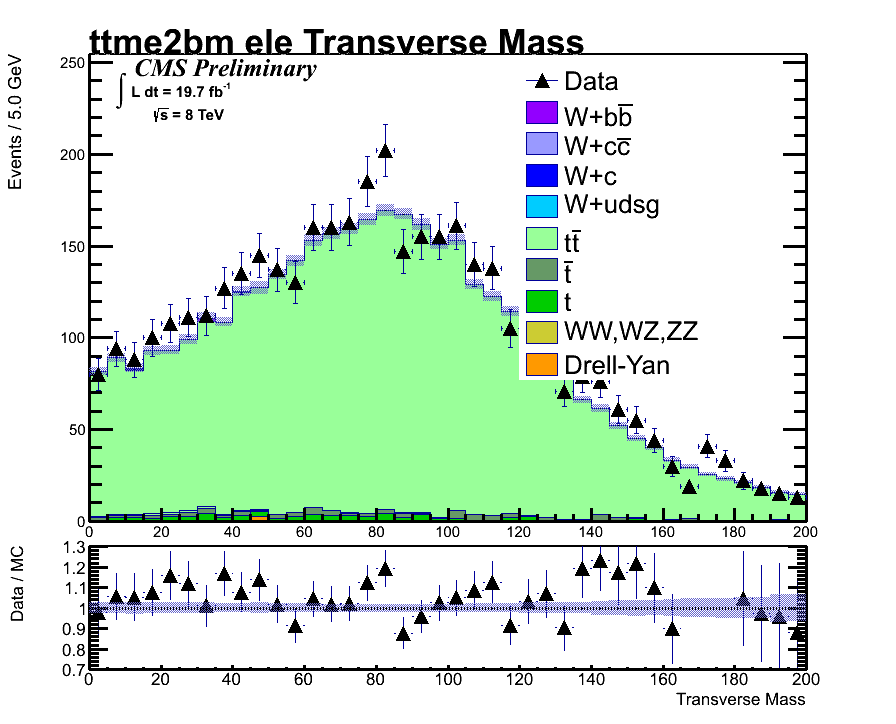 ttme2bm ele Transverse Mass
CMS Preliminary
∫ L dt = 19.7 fb⁻¹
√s = 8 TeV
Events / 5.0 GeV
250
200
150
100
50
0
Data
W+bb̅
W+cc̅
W+c
W+udsg
tt̅
t̅
t
WW,WZ,ZZ
Drell-Yan
0 20 40 60 80 100 120 140 160 180 200
Data / MC
1.3
1.2
1.1
1
0.9
0.8
0.7
0 20 40 60 80 100 120 140 160 180 200
Transverse Mass